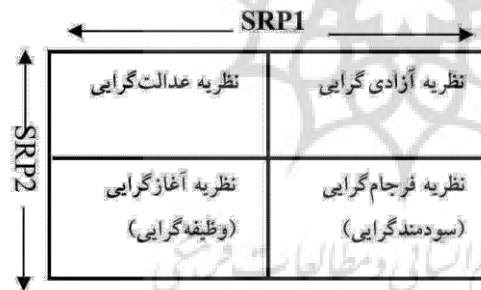 SRP1
SRP2
نظریه آزادی گرایی
نظریه عدالت‌گرایی
نظریه فرجام‌گرایی
(سودمندگرایی)
نظریه آغازگرایی
(وظیفه‌گرایی)